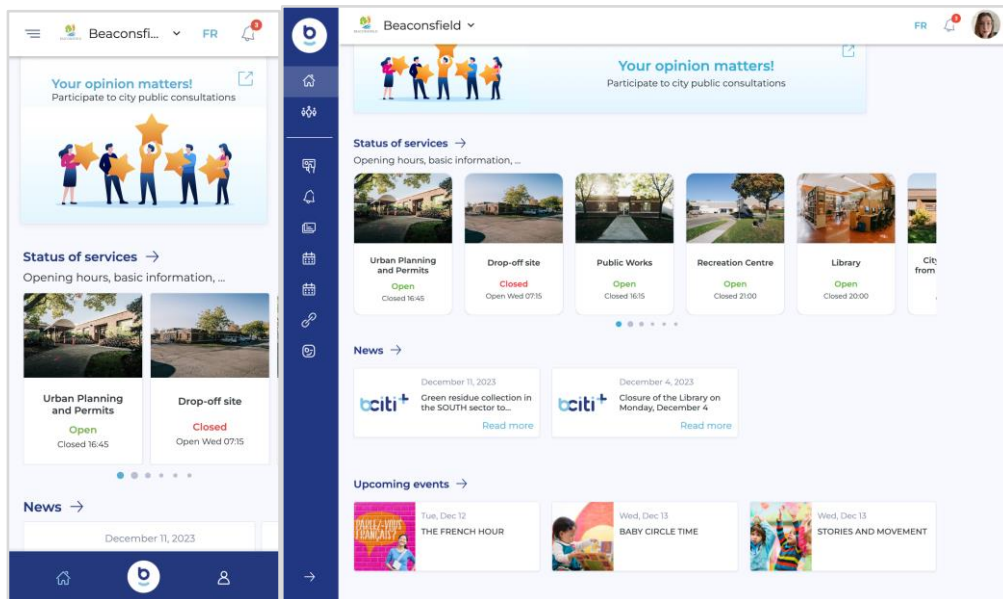 Beaconsfi...
FR
3
Your opinion matters!
Participate to city public consultations
Status of services →
Opening hours, basic information, ...
Urban Planning
and Permits
Open
Closed 16:45
Drop-off site
Closed
Open Wed 07:15
News →
December 11, 2023
b
b
Beaconsfield
FR
Your opinion matters!
Participate to city public consultations
Status of services →
Opening hours, basic information, ...
Urban Planning
and Permits
Open
Closed 16:45
Drop-off site
Closed
Open Wed 07:15
Public Works
Open
Closed 16:15
Recreation Centre
Open
Closed 21:00
Library
Open
Closed 20:00
City
from
News →
bciti+
December 11, 2023
Green residue collection in
the SOUTH sector to...
Read more
bciti+
December 4, 2023
Closure of the Library on
Monday, December 4
Read more
Upcoming events →
PARLEZ-VOUS
FRANÇAIS?
Tue, Dec 12
THE FRENCH HOUR
Wed, Dec 13
BABY CIRCLE TIME
Wed, Dec 13
STORIES AND MOVEMENT